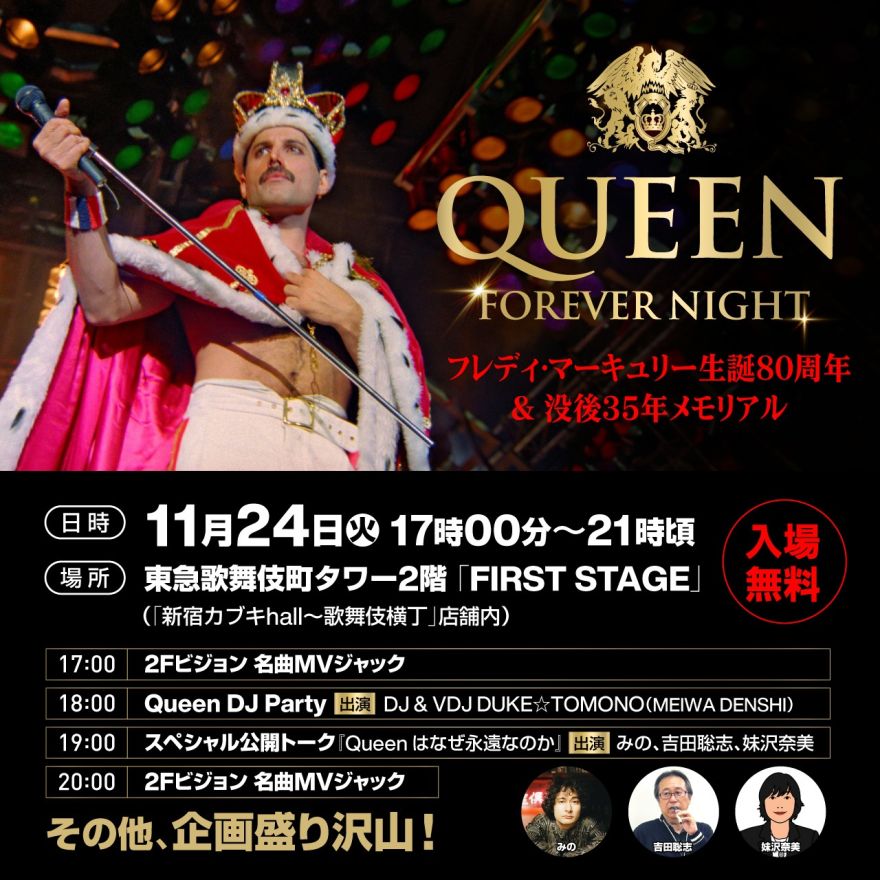 QUEEN
FOREVER NIGHT
フレディ・マーキュリー生誕80周年
& 没後35年メモリアル
日時 11月24日㊋ 17時00分～21時頃
場所 東急歌舞伎町タワー2階「FIRST STAGE」
(「新宿カブキhall～歌舞伎横丁」店舗内)
入場
無料
17:00 2Fビジョン 名曲MVジャック
18:00 Queen DJ Party 出演 DJ & VDJ DUKE☆TOMONO(MEIWA DENSHI)
19:00 スペシャル公開トーク『Queen はなぜ永遠なのか』 出演 みの、吉田聡志、妹沢奈美
20:00 2Fビジョン 名曲MVジャック
その他、企画盛り沢山!
みの 吉田聡志 妹沢奈美